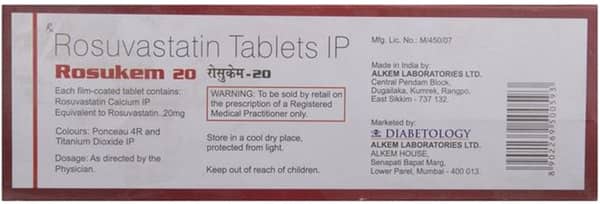 Rx
Rosuvastatin Tablets IP
Rosukem 20 रोसुकेम-20
Each film-coated tablet contains:
Rosuvastatin Calcium IP
Equivalent to Rosuvastatin..20mg
Colours: Ponceau 4R and
Titanium Dioxide IP
Dosage: As directed by the
Physician.
WARNING: To be sold by retail on
the prescription of a Registered
Medical Practitioner only.
Store in a cool dry place,
protected from light.
Keep out of reach of children.
Mfg. Lic. No.: M/450/07
Made in India by
ALKEM LABORATORIES LTD.
Central Pendam Block,
Dugailaka, Kumrek, Rangpo,
East Sikkim - 737 132.
Marketed by:
DIABETOLOGY
ALKEM LABORATORIES LTD.
ALKEM HOUSE,
Senapati Bapat Marg,
Lower Parel, Mumbai - 400 013.
8902269500593